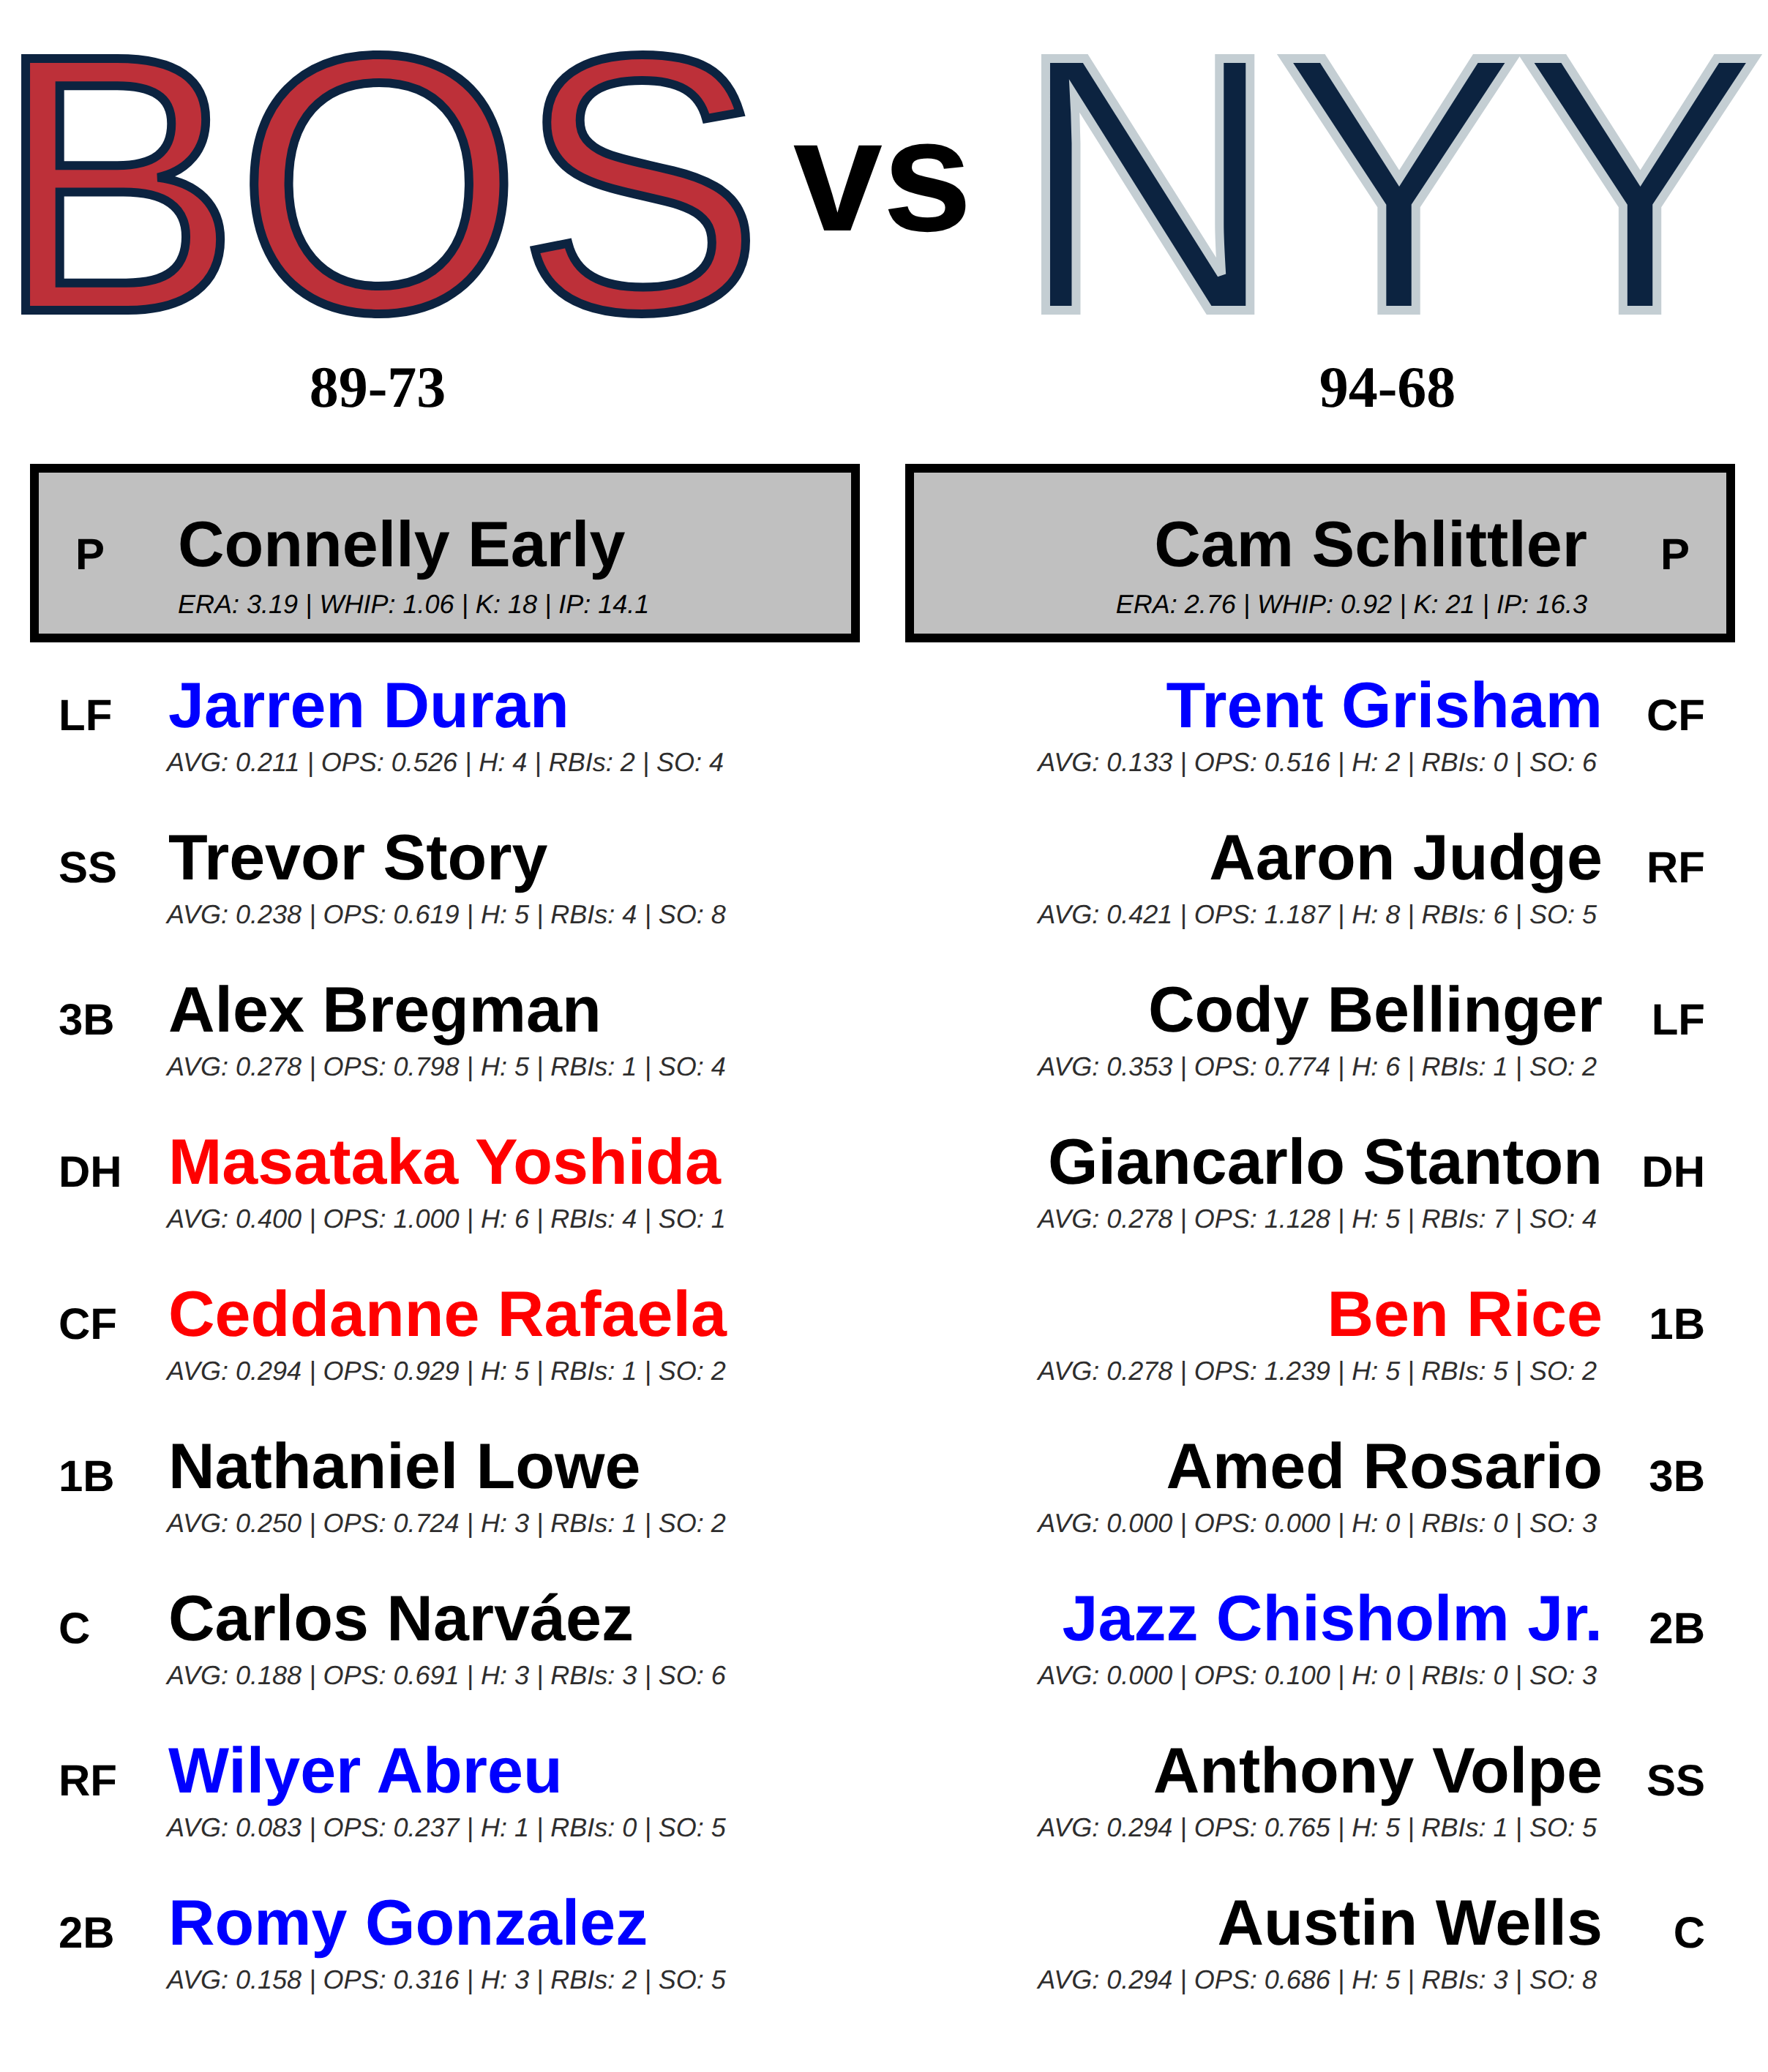 BOS vs NYY
89-73 94-68
P Connelly Early
ERA: 3.19 | WHIP: 1.06 | K: 18 | IP: 14.1
Cam Schlittler P
ERA: 2.76 | WHIP: 0.92 | K: 21 | IP: 16.3
LF Jarren Duran
AVG: 0.211 | OPS: 0.526 | H: 4 | RBIs: 2 | SO: 4
SS Trevor Story
AVG: 0.238 | OPS: 0.619 | H: 5 | RBIs: 4 | SO: 8
3B Alex Bregman
AVG: 0.278 | OPS: 0.798 | H: 5 | RBIs: 1 | SO: 4
DH Masataka Yoshida
AVG: 0.400 | OPS: 1.000 | H: 6 | RBIs: 4 | SO: 1
CF Ceddanne Rafaela
AVG: 0.294 | OPS: 0.929 | H: 5 | RBIs: 1 | SO: 2
1B Nathaniel Lowe
AVG: 0.250 | OPS: 0.724 | H: 3 | RBIs: 1 | SO: 2
C Carlos Narváez
AVG: 0.188 | OPS: 0.691 | H: 3 | RBIs: 3 | SO: 6
RF Wilyer Abreu
AVG: 0.083 | OPS: 0.237 | H: 1 | RBIs: 0 | SO: 5
2B Romy Gonzalez
AVG: 0.158 | OPS: 0.316 | H: 3 | RBIs: 2 | SO: 5
Trent Grisham CF
AVG: 0.133 | OPS: 0.516 | H: 2 | RBIs: 0 | SO: 6
Aaron Judge RF
AVG: 0.421 | OPS: 1.187 | H: 8 | RBIs: 6 | SO: 5
Cody Bellinger LF
AVG: 0.353 | OPS: 0.774 | H: 6 | RBIs: 1 | SO: 2
Giancarlo Stanton DH
AVG: 0.278 | OPS: 1.128 | H: 5 | RBIs: 7 | SO: 4
Ben Rice 1B
AVG: 0.278 | OPS: 1.239 | H: 5 | RBIs: 5 | SO: 2
Amed Rosario 3B
AVG: 0.000 | OPS: 0.000 | H: 0 | RBIs: 0 | SO: 3
Jazz Chisholm Jr. 2B
AVG: 0.000 | OPS: 0.100 | H: 0 | RBIs: 0 | SO: 3
Anthony Volpe SS
AVG: 0.294 | OPS: 0.765 | H: 5 | RBIs: 1 | SO: 5
Austin Wells C
AVG: 0.294 | OPS: 0.686 | H: 5 | RBIs: 3 | SO: 8